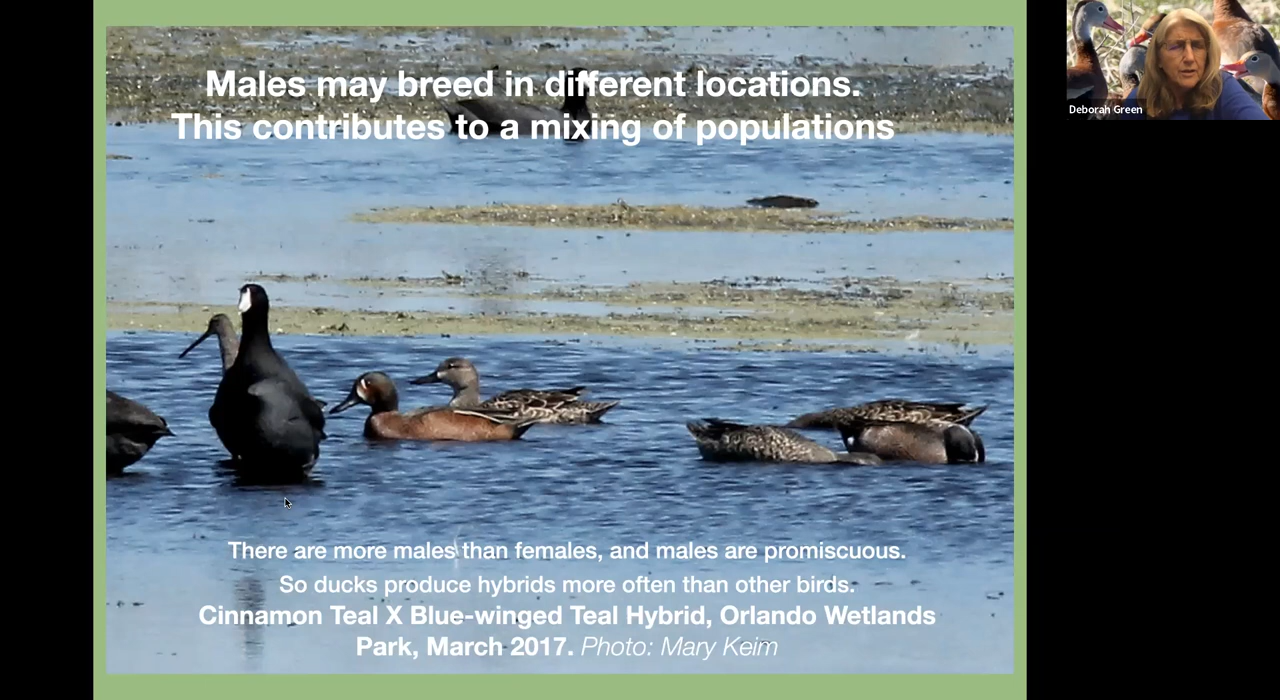 Males may breed in different locations.
This contributes to a mixing of populations
Deborah Green
There are more males than females, and males are promiscuous.
So ducks produce hybrids more often than other birds.
Cinnamon Teal X Blue-winged Teal Hybrid, Orlando Wetlands
Park, March 2017. Photo: Mary Keim